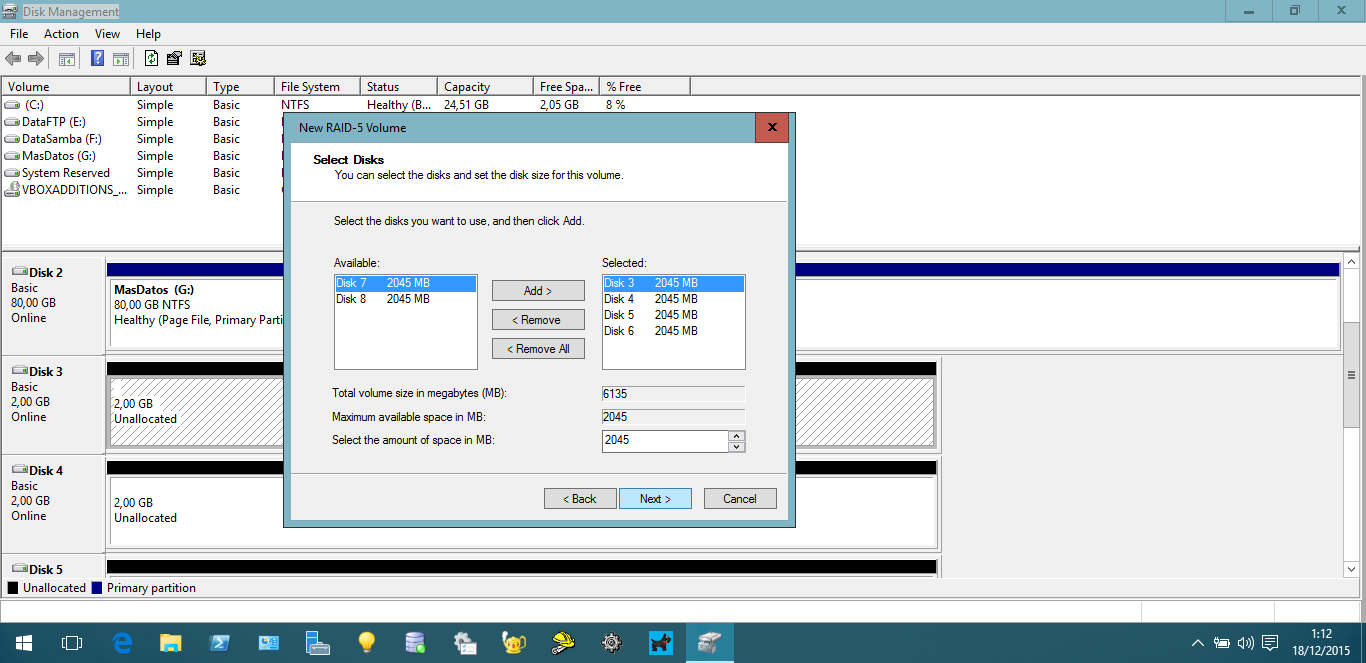 Disk Management
File Action View Help
Volume Layout Type File System Status Capacity Free Spa... % Free
(C:) Simple Basic NTFS Healthy (B... 24,51 GB 2,05 GB 8 %
DataFTP (E:) Simple Basic
DataSamba (F:) Simple Basic
MasDatos (G:) Simple Basic
System Reserved Simple Basic
VBOXADDITIONS_... Simple Basic
New RAID-5 Volume
Select Disks
You can select the disks and set the disk size for this volume.
Select the disks you want to use, and then click Add.
Available:
Disk 7 2045 MB
Disk 8 2045 MB
Add >
< Remove
< Remove All
Selected:
Disk 3 2045 MB
Disk 4 2045 MB
Disk 5 2045 MB
Disk 6 2045 MB
Total volume size in megabytes (MB): 6135
Maximum available space in MB: 2045
Select the amount of space in MB: 2045
< Back Next > Cancel
Disk 2
Basic
80,00 GB
Online
MasDatos (G:)
80,00 GB NTFS
Healthy (Page File, Primary Parti
Disk 3
Basic
2,00 GB
Online
2,00 GB
Unallocated
Disk 4
Basic
2,00 GB
Online
2,00 GB
Unallocated
Disk 5
Unallocated Primary partition
1:12
18/12/2015